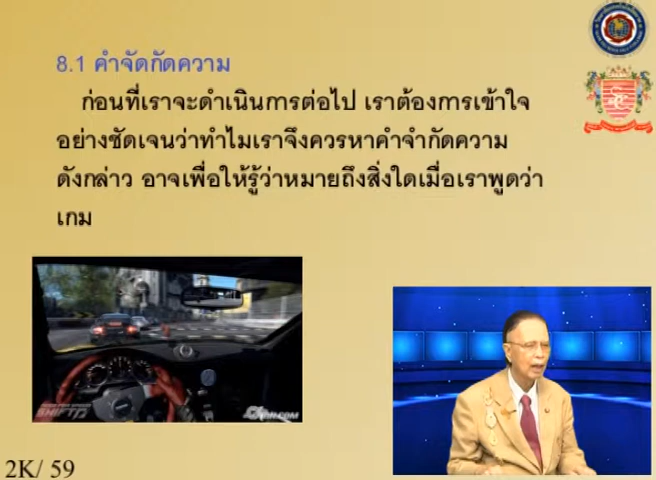 8.1 คำจัดกัดความ
ก่อนที่เราจะดำเนินการต่อไป เราต้องการเข้าใจ
อย่างชัดเจนว่าทำไมเราจึงควรหาคำจำกัดความ
ดังกล่าว อาจเพื่อให้รู้ว่าหมายถึงสิ่งใดเมื่อเราพูดว่า
เกม
SHIFT
2K/ 59